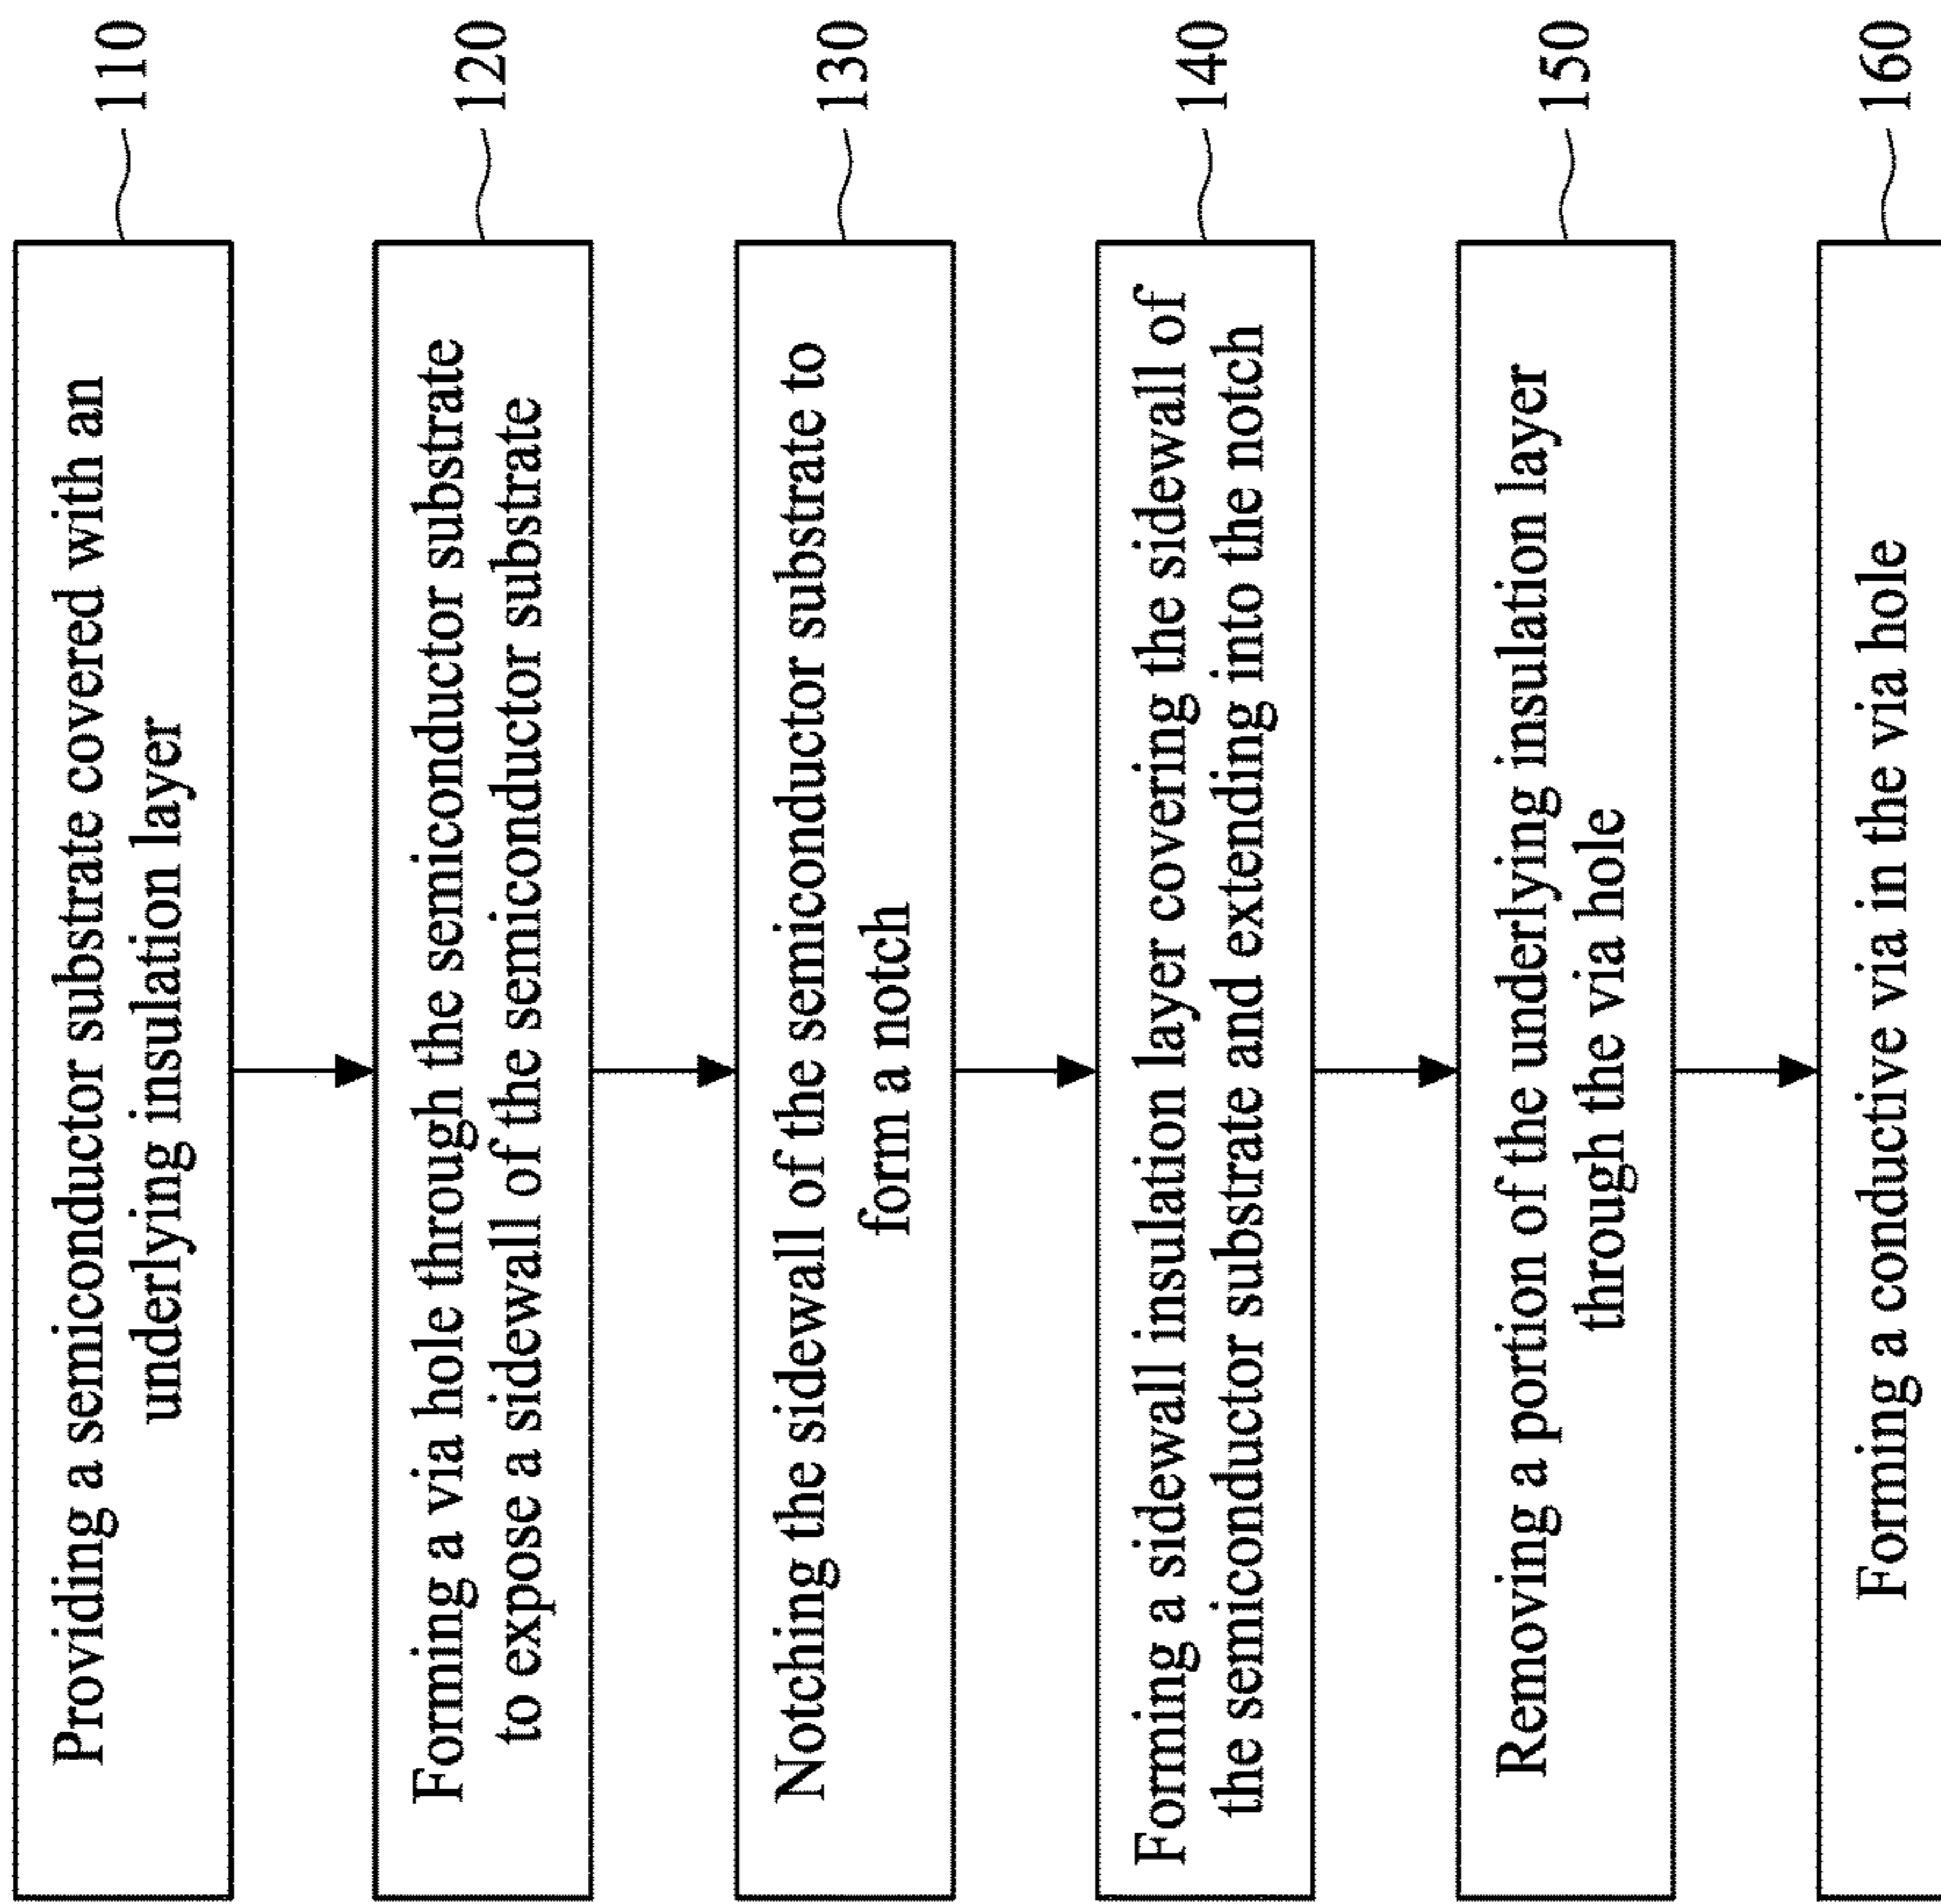 Providing a semiconductor substrate covered with an
underlying insulation layer
110
Forming a via hole through the semiconductor substrate
to expose a sidewall of the semiconductor substrate
120
Notching the sidewall of the semiconductor substrate to
form a notch
130
Forming a sidewall insulation layer covering the sidewall of
the semiconductor substrate and extending into the notch
140
Removing a portion of the underlying insulation layer
through the via hole
150
Forming a conductive via in the via hole
160